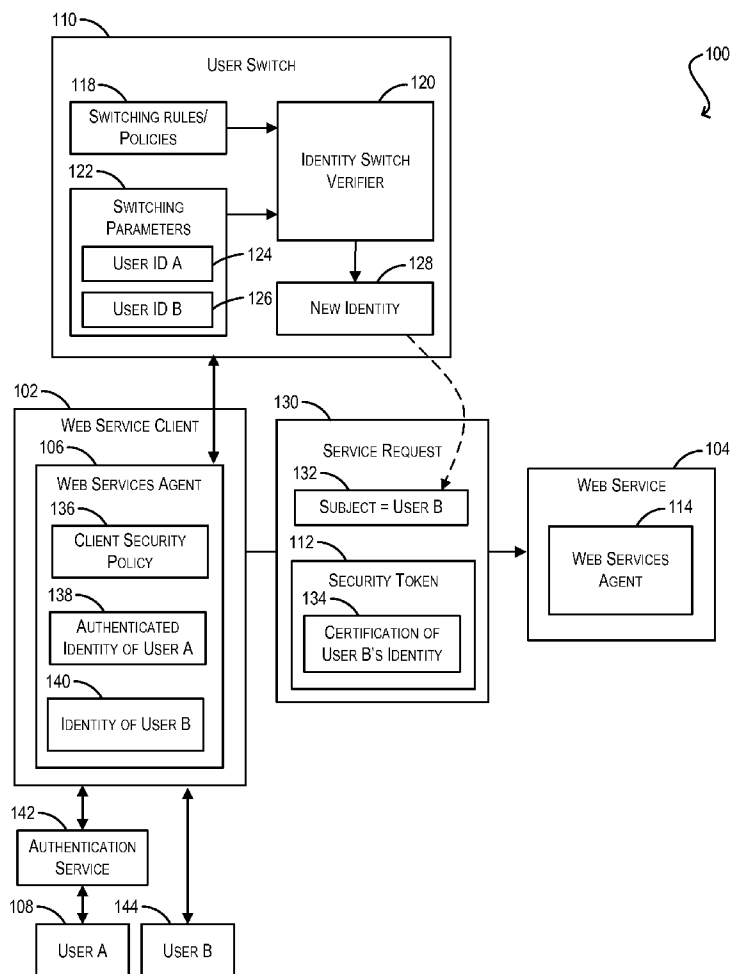 110
USER SWITCH
100
118
SWITCHING RULES/
POLICIES
120
IDENTITY SWITCH
VERIFIER
122
SWITCHING
PARAMETERS
USER ID A
124
USER ID B
126
128
NEW IDENTITY
102
WEB SERVICE CLIENT
106
WEB SERVICES AGENT
136
CLIENT SECURITY
POLICY
138
AUTHENTICATED
IDENTITY OF USER A
140
IDENTITY OF USER B
130
SERVICE REQUEST
132
SUBJECT = USER B
112
SECURITY TOKEN
134
CERTIFICATION OF
USER B'S IDENTITY
104
WEB SERVICE
114
WEB SERVICES
AGENT
142
AUTHENTICATION
SERVICE
108
USER A
144
USER B